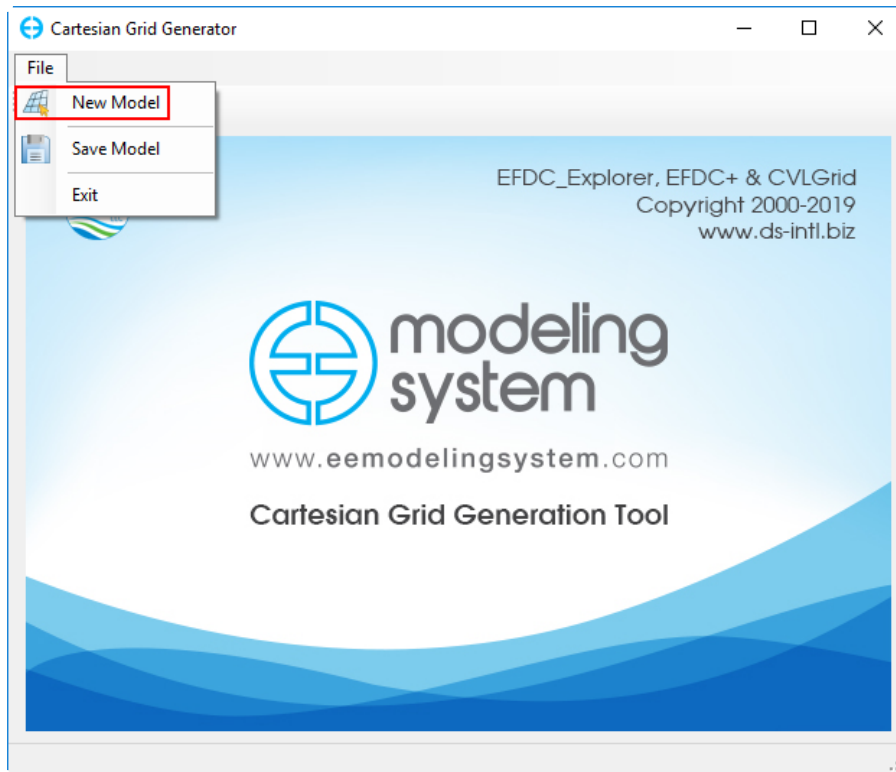 Cartesian Grid Generator
File
New Model
Save Model
Exit
EFDC_Explorer, EFDC+ & CVLGrid
Copyright 2000-2019
www.ds-intl.biz
modeling
system
www.eemodelingsystem.com
Cartesian Grid Generation Tool